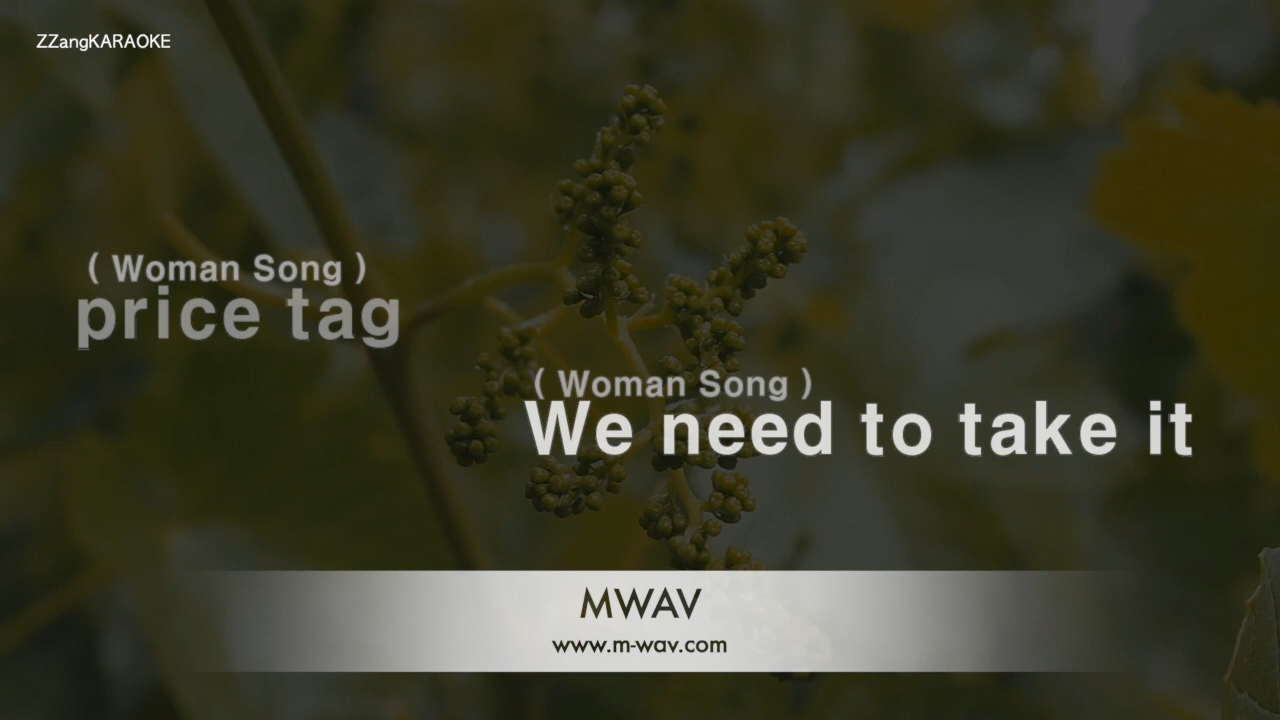 ZZangKARAOKE
( Woman Song )
price tag
( Woman Song )
We need to take it
MWAV
www.m-wav.com